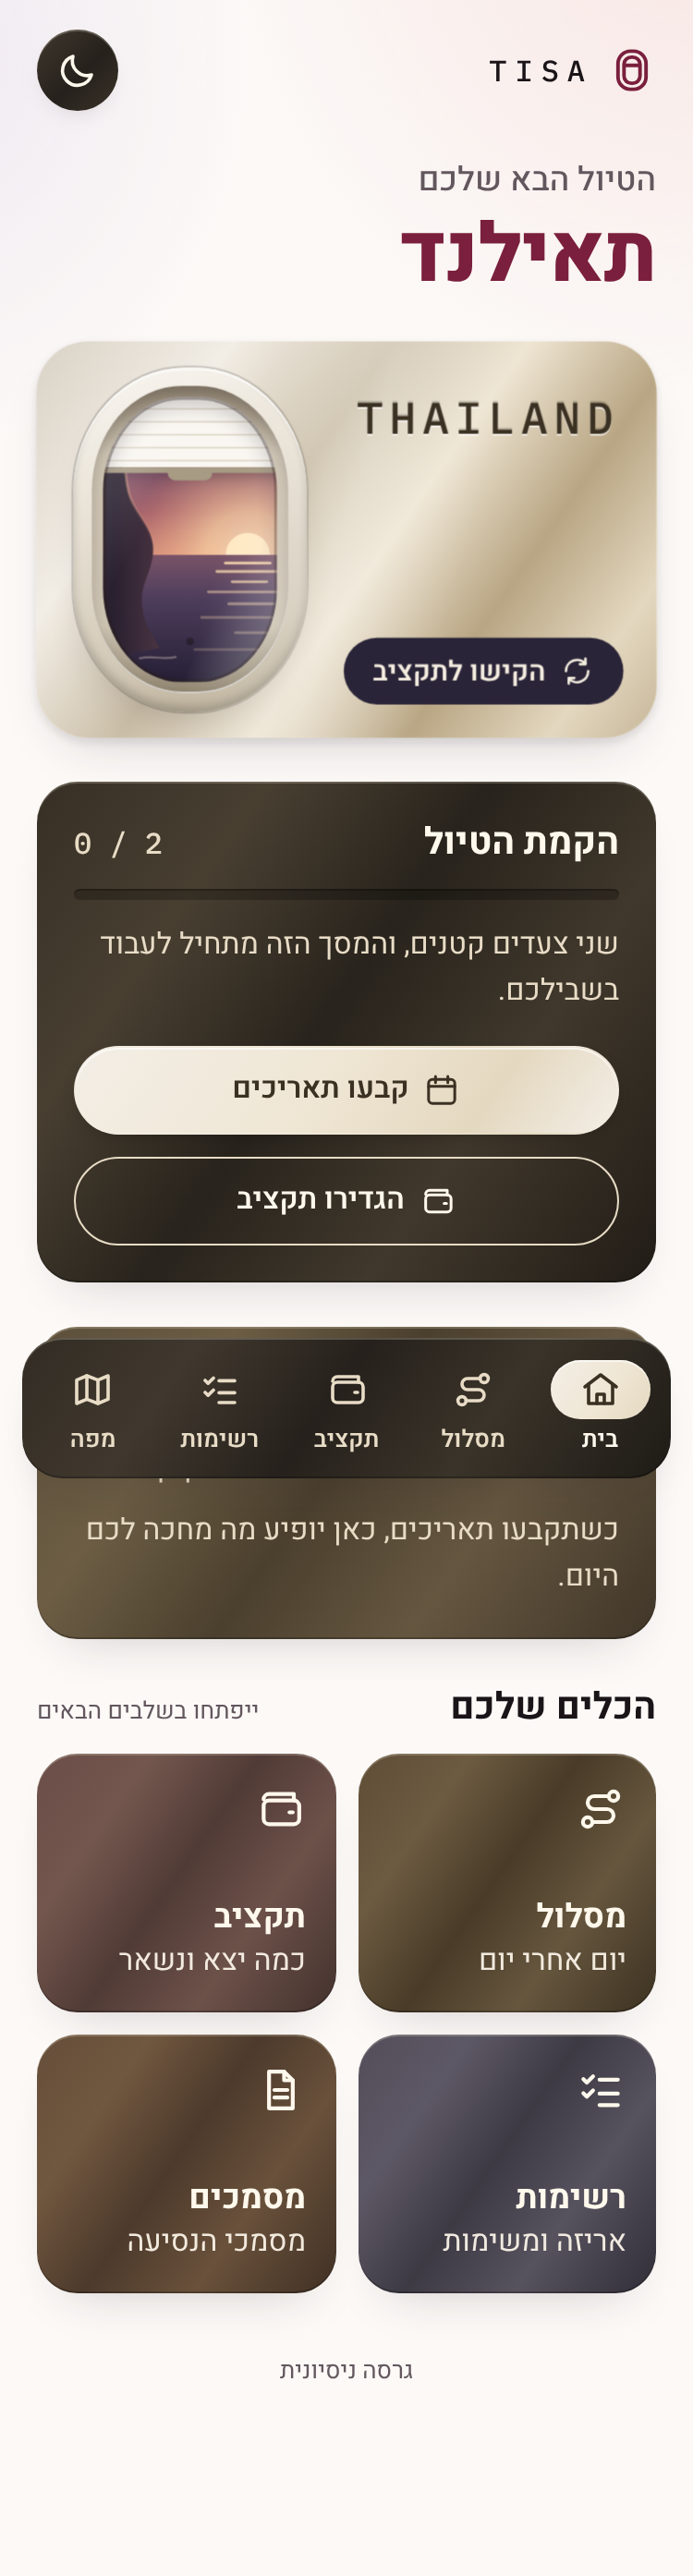 TISA
הטיול הבא שלכם
תאילנד
THAILAND
הקישו לתקציב
הקמת הטיול
0 / 2
שני צעדים קטנים, והמסך הזה מתחיל לעבוד
בשבילכם.
קבעו תאריכים
הגדירו תקציב
בית
מסלול
תקציב
רשימות
מפה
כשתקבעו תאריכים, כאן יופיע מה מחכה לכם
היום.
הכלים שלכם
ייפתחו בשלבים הבאים
מסלול
יום אחרי יום
תקציב
כמה יצא ונשאר
רשימות
אריזה ומשימות
מסמכים
מסמכי הנסיעה
גרסה ניסיונית